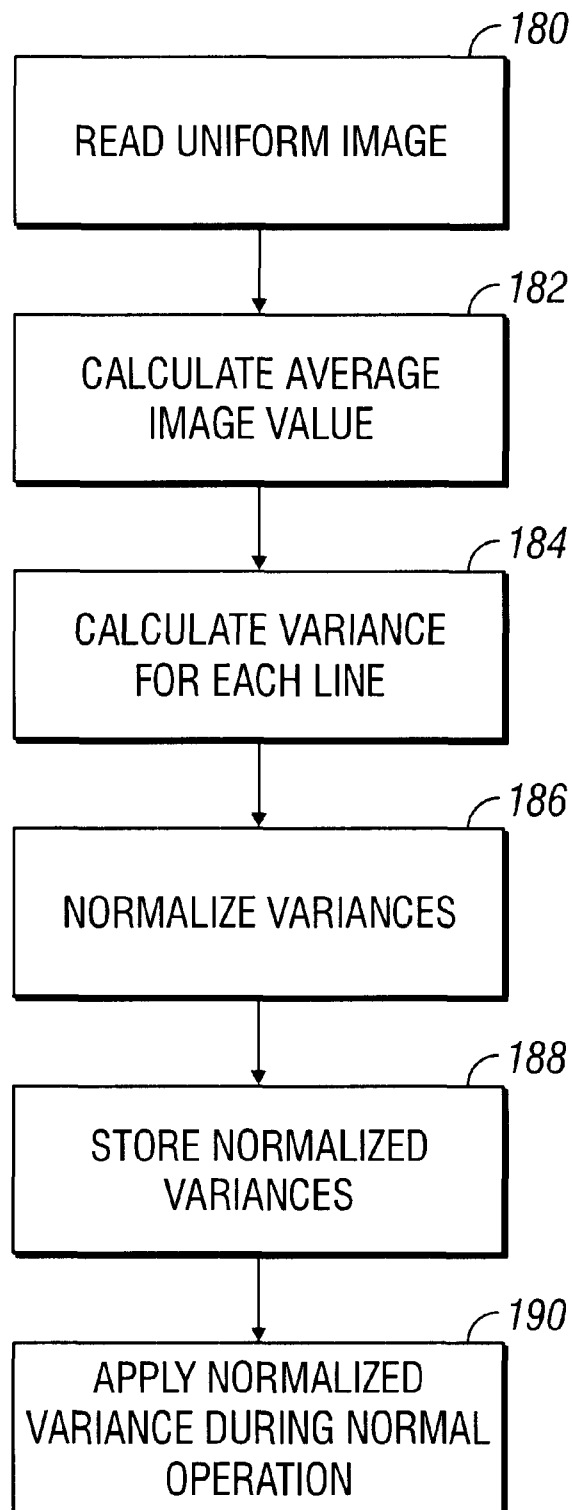 180
READ UNIFORM IMAGE
182
CALCULATE AVERAGE
IMAGE VALUE
184
CALCULATE VARIANCE
FOR EACH LINE
186
NORMALIZE VARIANCES
188
STORE NORMALIZED
VARIANCES
190
APPLY NORMALIZED
VARIANCE DURING NORMAL
OPERATION